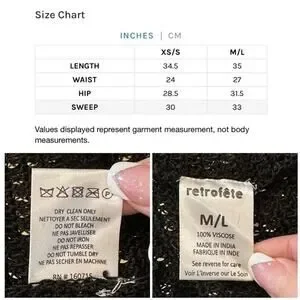 Size Chart
INCHES | CM
XS/S M/L
LENGTH 34.5 35
WAIST 24 27
HIP 28.5 31.5
SWEEP 30 33
Values displayed represent garment measurement, not body
measurements.
DRY CLEAN ONLY
NETTOYER A SEC SEULEMENT
DO NOT BLEACH
NE PAS JAVELLISER
DO NOT IRON
NE PAS REPASSER
DO NOT TUMBLE DRY
NE PAS SECHER EN MACHINE
RN # 160715
retrofête
M/L
100% VISCOSE
MADE IN INDIA
FABRIQUE IN INDE
See reverse for care
Voir L'inverse our Le Soin